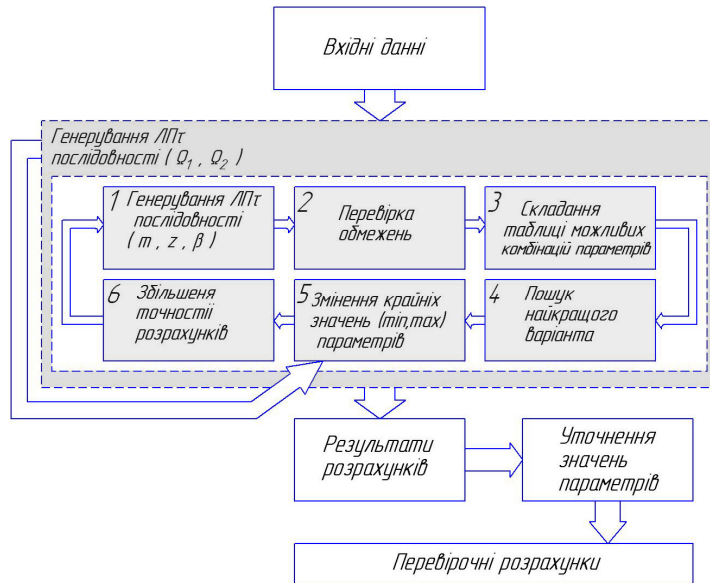 Вхідні данні
Генерування ЛПτ
послідовності ( Q₁ , Q₂ )
1 Генерування ЛПτ
послідовності
( m , z , β )
2 Перевірка
обмежень
3 Складання
таблиці можливих
комбінацій параметрів
6 Збільшеня
точностії
розрахунків
5 Змінення крайніх
значень (min,max)
параметрів
4 Пошук
найкращого
варіанта
Результати
розрахунків
Уточнення
значень
параметрів
Перевірочні розрахунки